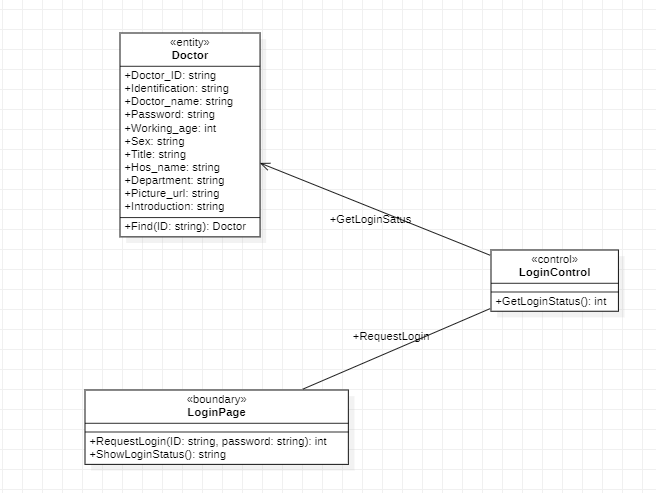 «entity»
Doctor
+Doctor_ID: string
+Identification: string
+Doctor_name: string
+Password: string
+Working_age: int
+Sex: string
+Title: string
+Hos_name: string
+Department: string
+Picture_url: string
+Introduction: string
+Find(ID: string): Doctor
+GetLoginSatus
«control»
LoginControl
+GetLoginStatus(): int
+RequestLogin
«boundary»
LoginPage
+RequestLogin(ID: string, password: string): int
+ShowLoginStatus(): string